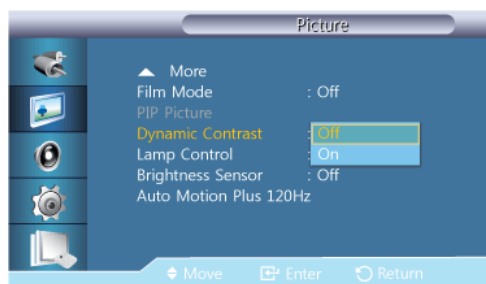 Picture
▲ More
Film Mode : Off
PIP Picture
Dynamic Contrast : Off
Lamp Control : On
Brightness Sensor : Off
Auto Motion Plus 120Hz
Move Enter Return